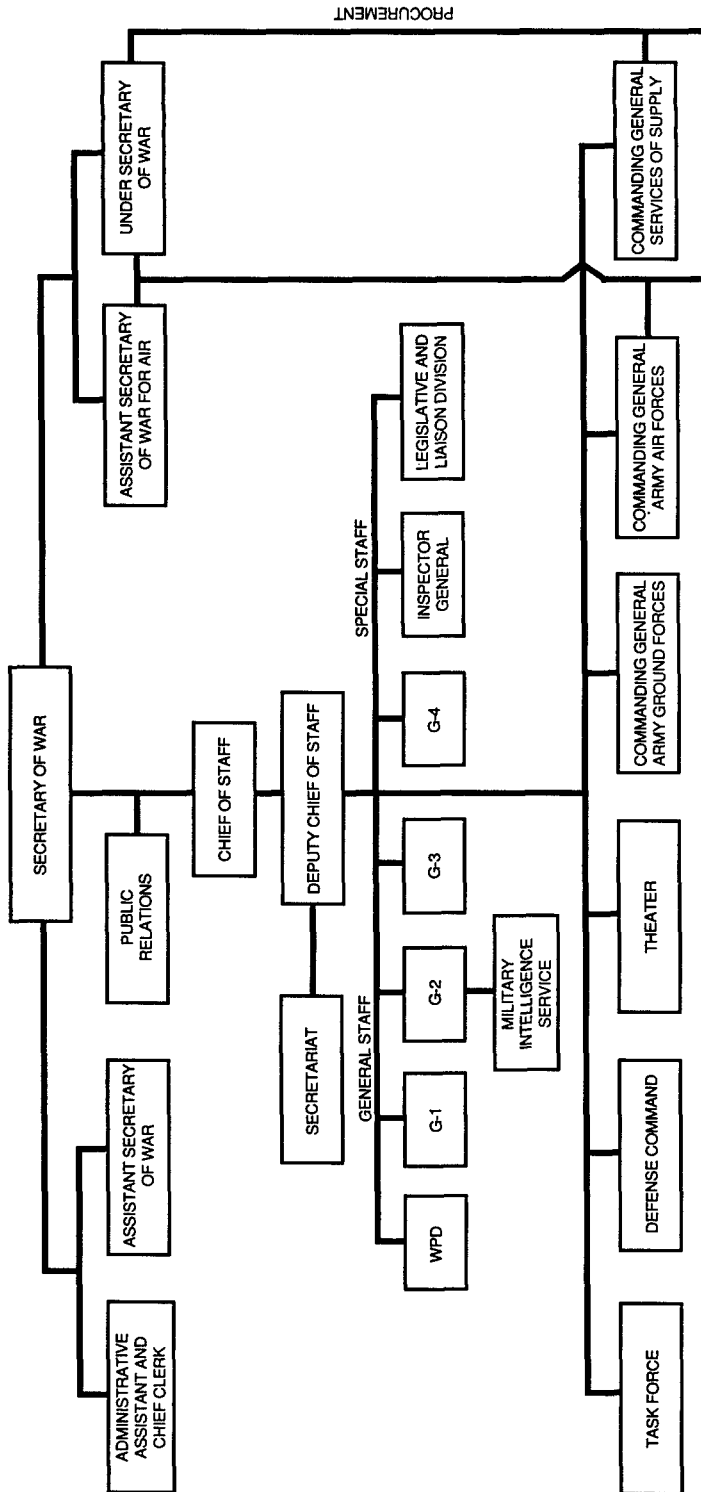 SECRETARY OF WAR
ADMINISTRATIVE
ASSISTANT AND
CHIEF CLERK
ASSISTANT SECRETARY
OF WAR
PUBLIC
RELATIONS
ASSISTANT SECRETARY
OF WAR FOR AIR
UNDER SECRETARY
OF WAR
PROCUREMENT
CHIEF OF STAFF
SECRETARIAT
DEPUTY CHIEF OF STAFF
GENERAL STAFF
SPECIAL STAFF
WPD
G-1
G-2
G-3
G-4
INSPECTOR
GENERAL
LEGISLATIVE AND
LIAISON DIVISION
MILITARY
INTELLIGENCE
SERVICE
TASK FORCE
DEFENSE COMMAND
THEATER
COMMANDING GENERAL
ARMY GROUND FORCES
COMMANDING GENERAL
ARMY AIR FORCES
COMMANDING GENERAL
SERVICES OF SUPPLY